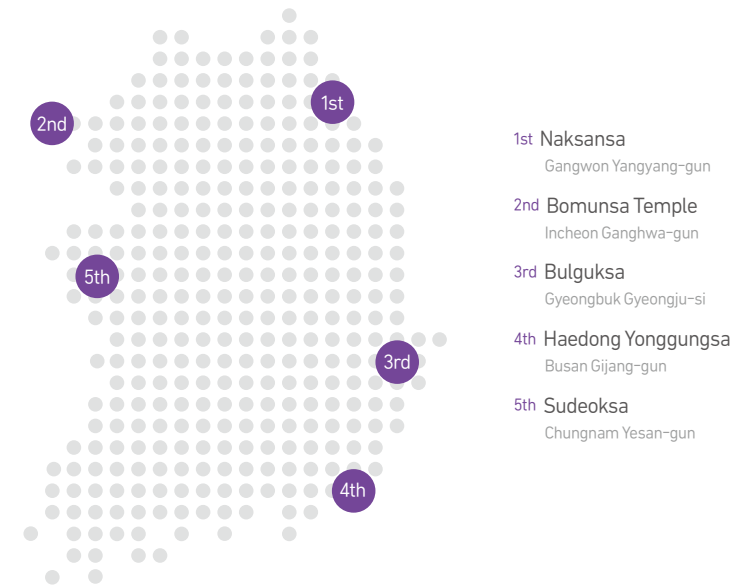 1st
2nd
5th
3rd
4th
1st Naksansa
Gangwon Yangyang-gun
2nd Bomunsa Temple
Incheon Ganghwa-gun
3rd Bulguksa
Gyeongbuk Gyeongju-si
4th Haedong Yonggungsa
Busan Gijang-gun
5th Sudeoksa
Chungnam Yesan-gun